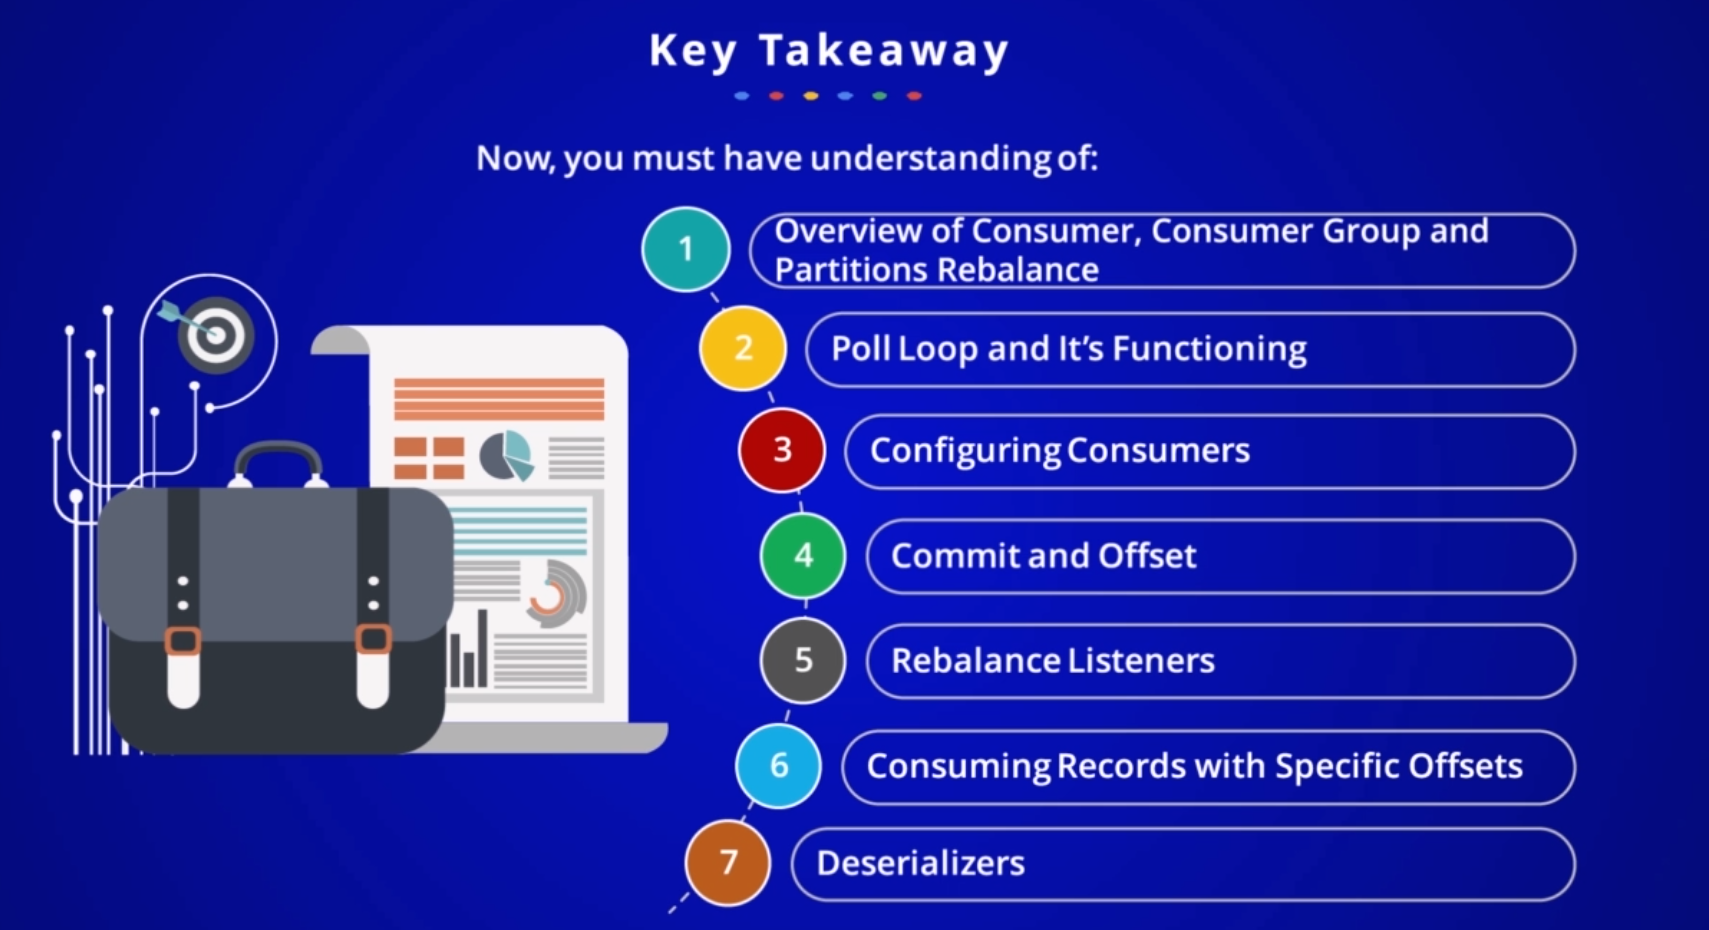 Key Takeaway
Now, you must have understanding of:
1
Overview of Consumer, Consumer Group and
Partitions Rebalance
2
Poll Loop and It’s Functioning
3
Configuring Consumers
4
Commit and Offset
5
Rebalance Listeners
6
Consuming Records with Specific Offsets
7
Deserializers